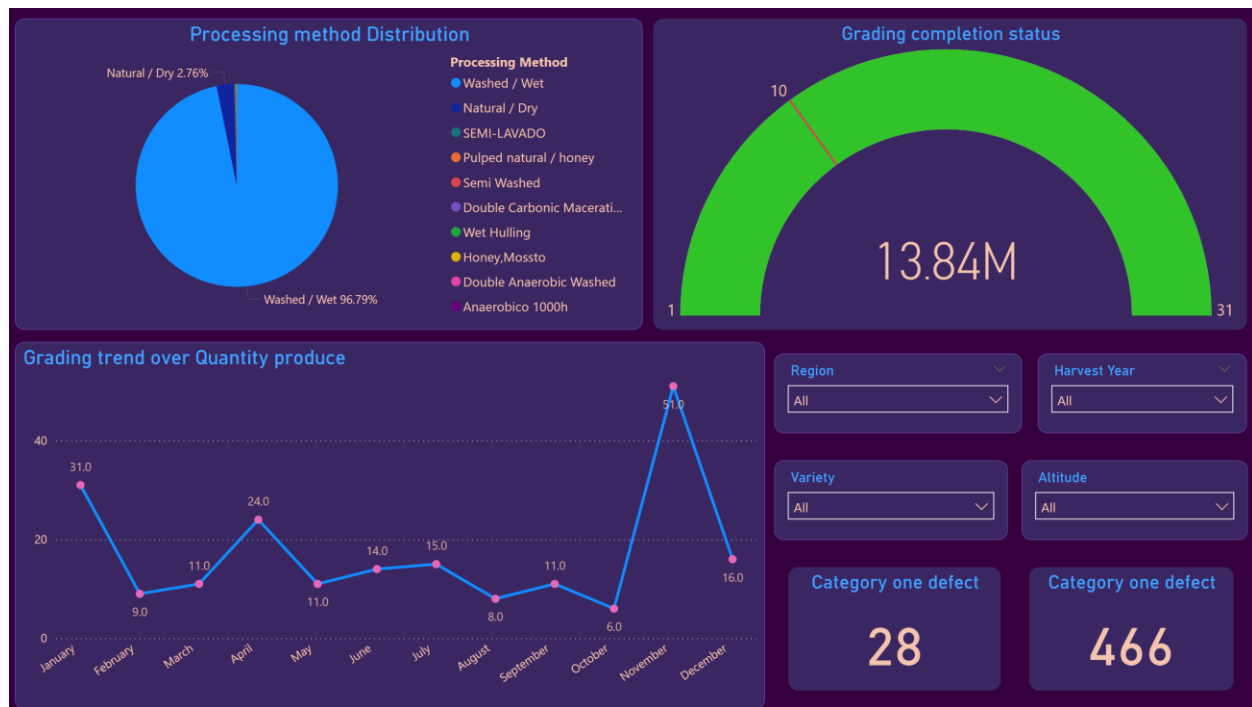 Processing method Distribution
Natural / Dry 2.76%
Washed / Wet 96.79%
Processing Method
Washed / Wet
Natural / Dry
SEMI-LAVADO
Pulped natural / honey
Semi Washed
Double Carbonic Macerati...
Wet Hulling
Honey,Mossto
Double Anaerobic Washed
Anaerobico 1000h
Grading completion status
10
13.84M
1
31
Grading trend over Quantity produce
40
20
0
31.0
9.0
11.0
24.0
11.0
14.0
15.0
8.0
11.0
6.0
51.0
16.0
January
February
March
April
May
June
July
August
September
October
November
December
Region
All
Harvest Year
All
Variety
All
Altitude
All
Category one defect
28
Category one defect
466